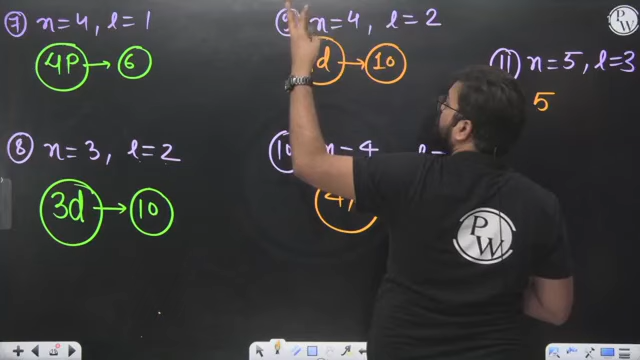 ⑦ n=4, l=1
4P → 6
⑧ n=3, l=2
3d → 10
n=4, l=2
d → 10
n=4
4
⑪ n=5, l=3
5
PW
PW